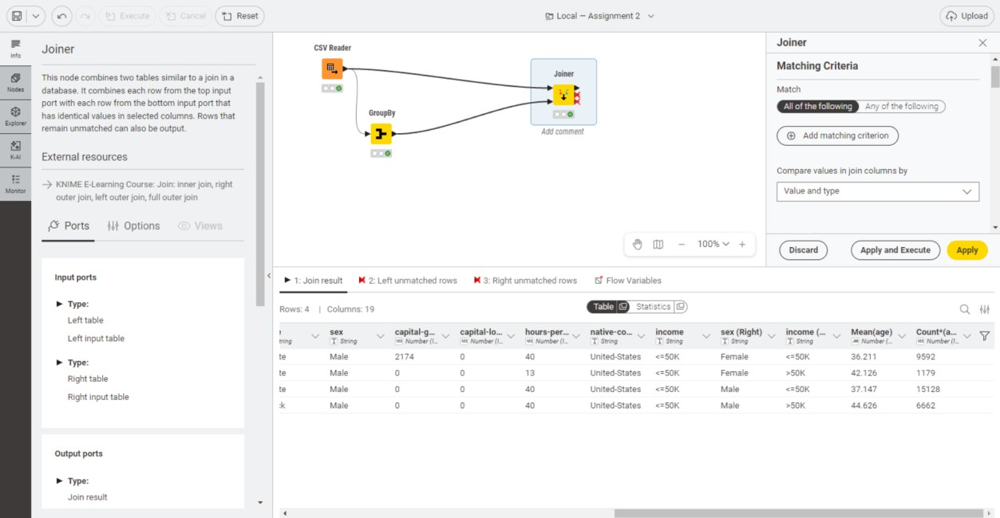 Execute
Cancel
Reset
Local — Assignment 2
Upload
Info
Nodes
Explorer
K-AI
Monitor
Joiner
This node combines two tables similar to a join in a
database. It combines each row from the top input
port with each row from the bottom input port that
has identical values in selected columns. Rows that
remain unmatched can also be output.
External resources
KNIME E-Learning Course: Join: inner join, right
outer join, left outer join, full outer join
Ports Options Views
Input ports
Type:
Left table
Left input table
Type:
Right table
Right input table
Output ports
Type:
Join result
CSV Reader
GroupBy
Joiner
Add comment
100%
Joiner
Matching Criteria
Match
All of the following Any of the following
Add matching criterion
Compare values in join columns by
Value and type
Discard Apply and Execute Apply
1: Join result 2: Left unmatched rows 3: Right unmatched rows Flow Variables
Rows: 4 | Columns: 19
Table Statistics
sex capital-g... capital-lo... hours-per... native-co... income sex (Right) income (... Mean(age) Count*(a...
tring String Number (I... Number (I... Number (I... String String String String Number (... Number (I...
te Male 2174 0 40 United-States <=50K Female <=50K 36.211 9592
te Male 0 0 13 United-States <=50K Female >50K 42.126 1179
te Male 0 0 40 United-States <=50K Male <=50K 37.147 15128
ck Male 0 0 40 United-States <=50K Male >50K 44.626 6662